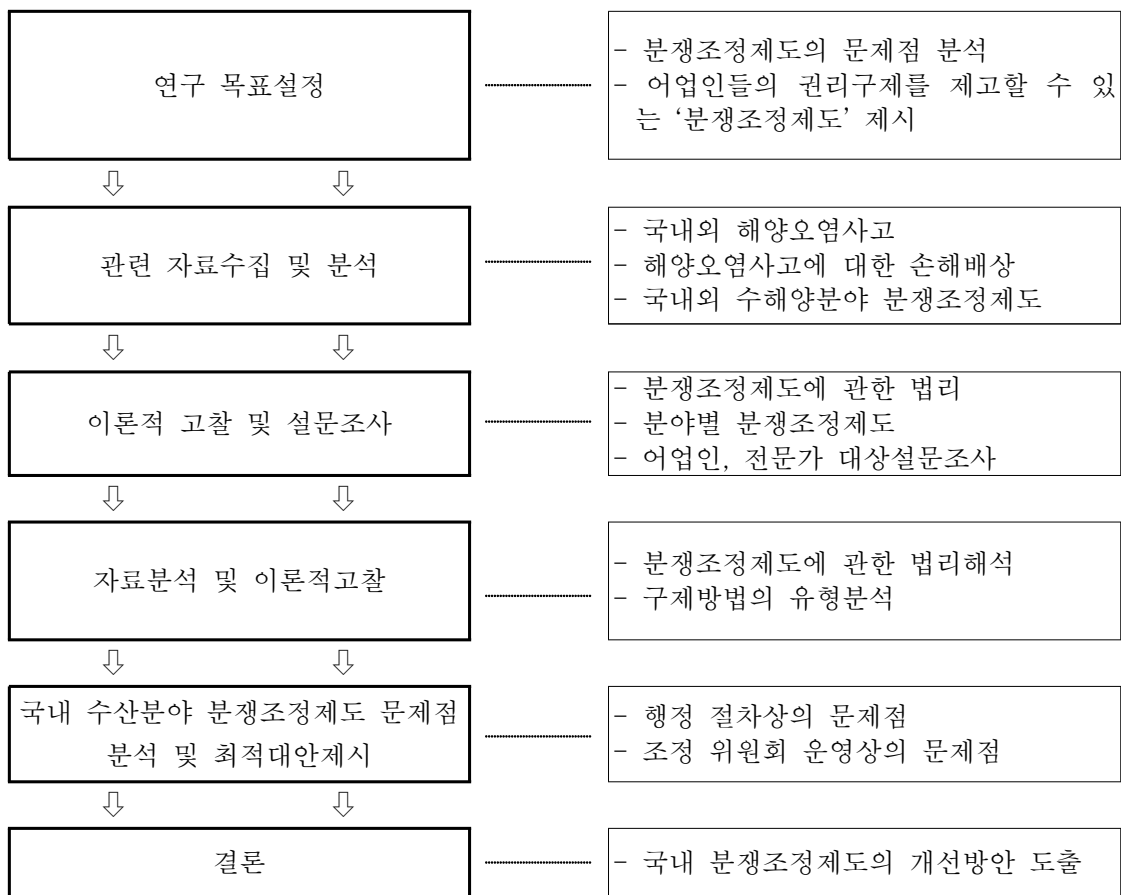 연구 목표설정
- 분쟁조정제도의 문제점 분석
- 어업인들의 권리구제를 제고할 수 있
는 ‘분쟁조정제도’ 제시
⇩ ⇩
관련 자료수집 및 분석
- 국내외 해양오염사고
- 해양오염사고에 대한 손해배상
- 국내외 수해양분야 분쟁조정제도
⇩ ⇩
이론적 고찰 및 설문조사
- 분쟁조정제도에 관한 법리
- 분야별 분쟁조정제도
- 어업인, 전문가 대상설문조사
⇩ ⇩
자료분석 및 이론적고찰
- 분쟁조정제도에 관한 법리해석
- 구제방법의 유형분석
⇩ ⇩
국내 수산분야 분쟁조정제도 문제점
분석 및 최적대안제시
- 행정 절차상의 문제점
- 조정 위원회 운영상의 문제점
⇩ ⇩
결론
- 국내 분쟁조정제도의 개선방안 도출